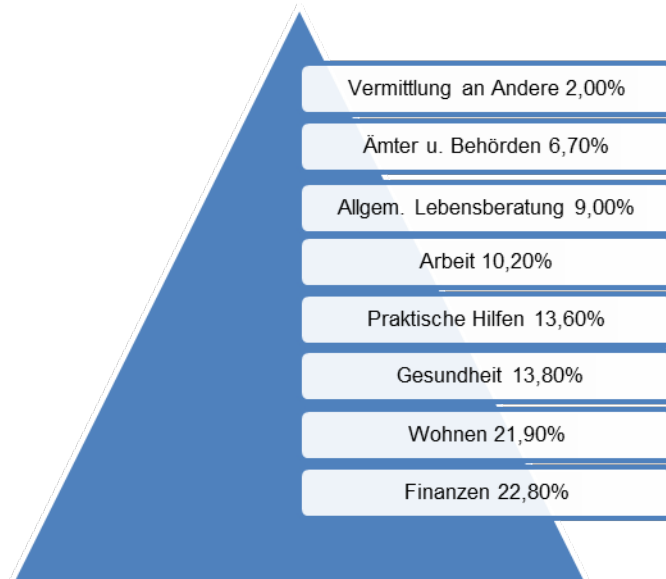 Vermittlung an Andere 2,00%
Ämter u. Behörden 6,70%
Allgem. Lebensberatung 9,00%
Arbeit 10,20%
Praktische Hilfen 13,60%
Gesundheit 13,80%
Wohnen 21,90%
Finanzen 22,80%